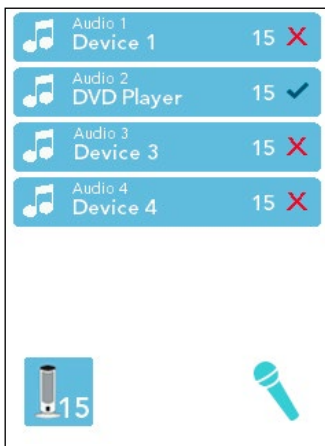 Audio 1
Device 1 15
Audio 2
DVD Player 15
Audio 3
Device 3 15
Audio 4
Device 4 15
15